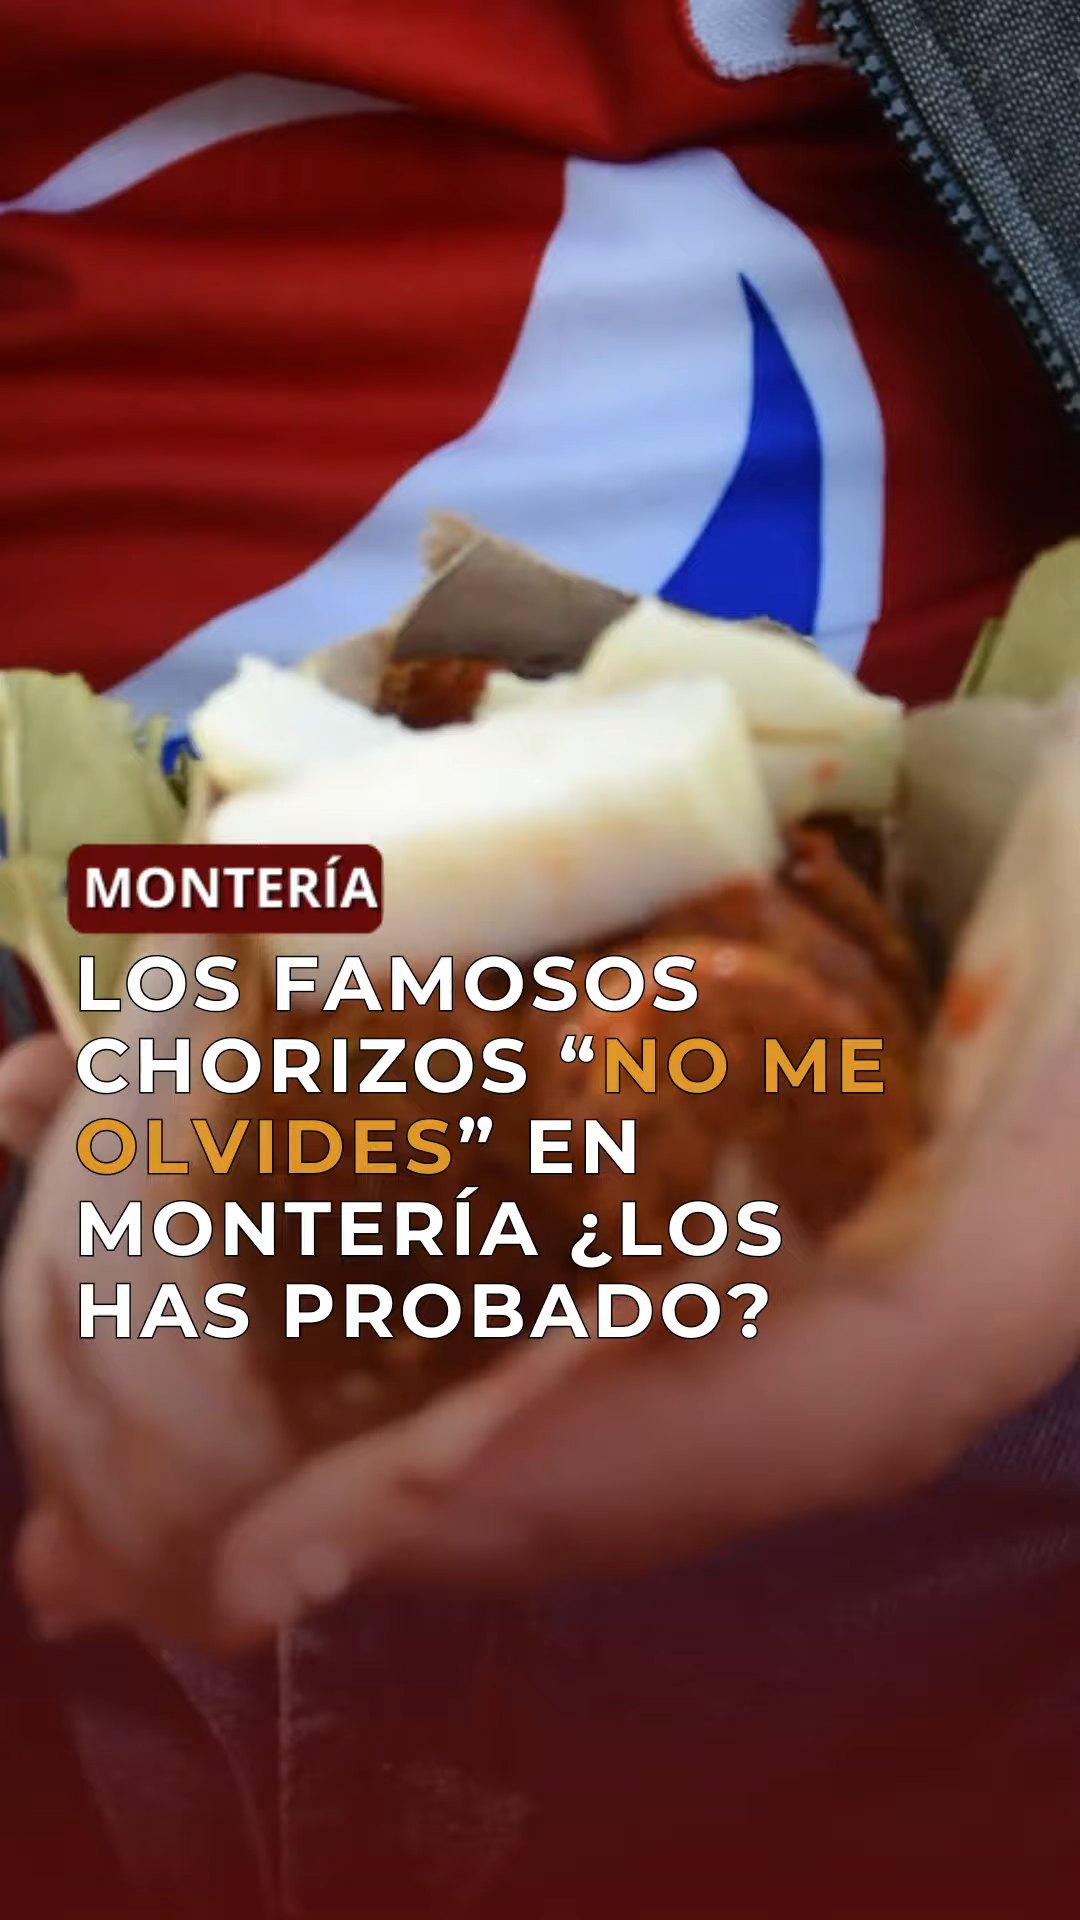 MONTERÍA
LOS FAMOSOS
CHORIZOS “NO ME
OLVIDES” EN
MONTERÍA ¿LOS
HAS PROBADO?